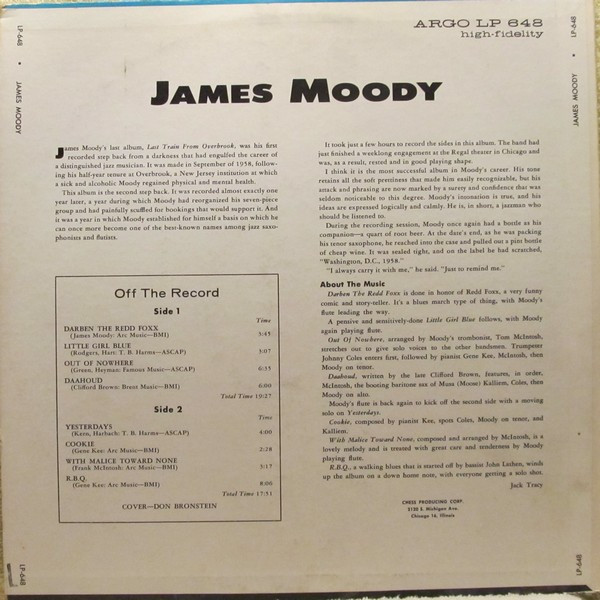 ARGO LP 648
high-fidelity
LP-648 • JAMES MOODY
JAMES MOODY • LP-648
JAMES MOODY
James Moody's last album, Last Train From Overbrook, was his first
recorded step back from a darkness that had engulfed the career of
a distinguished jazz musician. It was made in September of 1958, follow-
ing his half-year tenure at Overbrook, a New Jersey institution at which
a sick and alcoholic Moody regained physical and mental health.
This album is the second step back. It was recorded almost exactly one
year later, a year during which Moody had reorganized his seven-piece
group and had painfully scuffed for bookings that would support it. And
it was a year in which Moody established for himself a basis on which he
can once more become one of the best-known names among jazz saxo-
phonists and flutists.
Off The Record
Side 1
Time
DARBEN THE REDD FOXX
(James Moody: Arc Music—BMI) 3:45
LITTLE GIRL BLUE
(Rodgers, Hart: T. B. Harms—ASCAP) 3:07
OUT OF NOWHERE
(Green, Heyman: Famous Music—ASCAP) 6:35
DAAHOUD
(Clifford Brown: Brent Music—BMI) 6:00
Total Time 19:27
Side 2
Time
YESTERDAYS
(Kern, Harbach: T. B. Harms—ASCAP) 4:00
COOKIE
(Gene Kee: Arc Music—BMI) 2:28
WITH MALICE TOWARD NONE
(Frank McIntosh: Arc Music—BMI) 3:17
R.B.Q.
(Gene Kee: Arc Music—BMI) 8:06
Total Time 17:51
COVER—DON BRONSTEIN
It took just a few hours to record the sides in this album. The band had
just finished a weeklong engagement at the Regal theater in Chicago and
was, as a result, rested and in good playing shape.
I think it is the most successful album in Moody's career. His tone
retains all the soft prettiness that made him easily recognizable, but his
attack and phrasing are now marked by a surety and confidence that was
seldom noticeable to this degree. Moody's intonation is true, and his
ideas are expressed logically and calmly. He is, in short, a jazzman who
should be listened to.
During the recording session, Moody once again had a bottle as his
companion—a quart of root beer. At the date's end, as he was packing
his tenor saxophone, he reached into the case and pulled out a pint bottle
of cheap wine. It was sealed tight, and on the label he had scratched,
"Washington, D.C., 1958."
"I always carry it with me," he said. "Just to remind me."
About The Music
Darben The Redd Foxx is done in honor of Redd Foxx, a very funny
comic and story-teller. It's a blues march type of thing, with Moody's
flute leading the way.
A pensive and sensitively-done Little Girl Blue follows, with Moody
again playing flute.
Out Of Nowhere, arranged by Moody's trombonist, Tom McIntosh,
stretches out to give solo voices to the other bandsmen. Trumpeter
Johnny Coles enters first, followed by pianist Gene Kee, McIntosh, then
Moody on tenor.
Daahoud, written by the late Clifford Brown, features, in order,
McIntosh, the booting baritone sax of Musa (Moose) Kalliem, Coles, then
Moody on alto.
Moody's flute is back again to kick off the second side with a moving
solo on Yesterdays.
Cookie, composed by pianist Kee, spots Coles, Moody on tenor, and
Kalliem.
With Malice Toward None, composed and arranged by McIntosh, is a
lovely melody and is treated with great care and tenderness by Moody
playing flute.
R.B.Q., a walking blues that is started off by bassist John Lathen, winds
up the album on a down home note, with everyone getting a solo shot.
Jack Tracy
CHESS PRODUCING CORP.
2120 S. Michigan Ave.
Chicago 16, Illinois
LP-648
LP-648